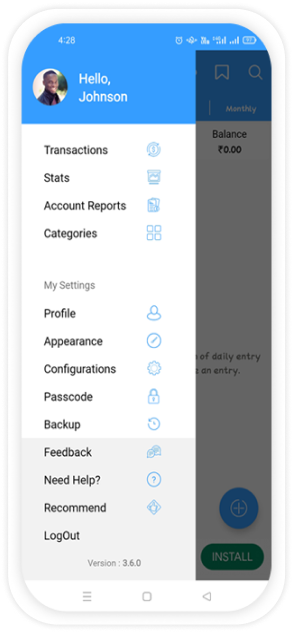 4:28
Hello,
Johnson
Monthly
Balance
₹0.00
Transactions
Stats
Account Reports
Categories
My Settings
Profile
Appearance
Configurations
Passcode
Backup
Feedback
Need Help?
Recommend
LogOut
Version : 3.6.0
of daily entry
an entry.
INSTALL